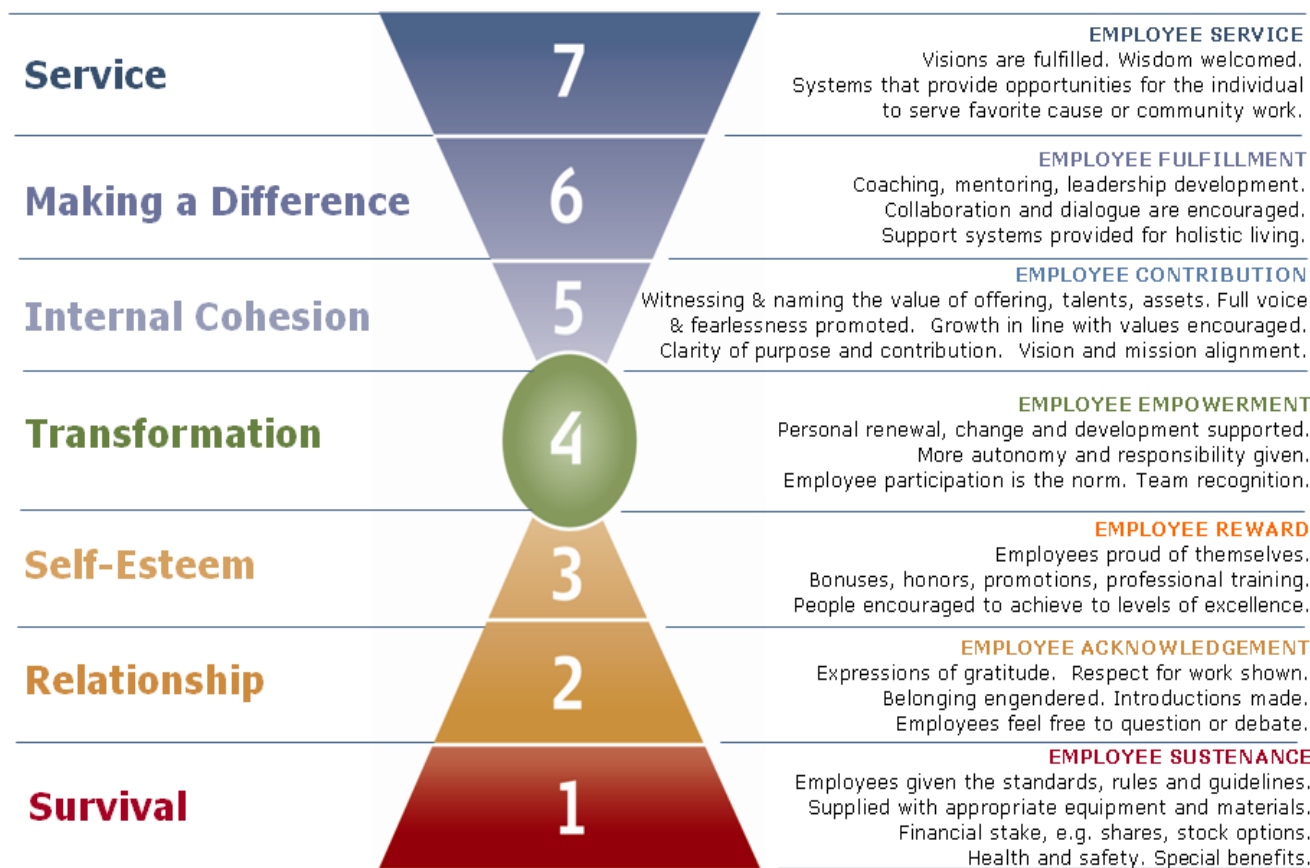 Service
7
EMPLOYEE SERVICE
Visions are fulfilled. Wisdom welcomed.
Systems that provide opportunities for the individual
to serve favorite cause or community work.
Making a Difference
6
EMPLOYEE FULFILLMENT
Coaching, mentoring, leadership development.
Collaboration and dialogue are encouraged.
Support systems provided for holistic living.
Internal Cohesion
5
EMPLOYEE CONTRIBUTION
Witnessing & naming the value of offering, talents, assets. Full voice
& fearlessness promoted. Growth in line with values encouraged.
Clarity of purpose and contribution. Vision and mission alignment.
Transformation
4
EMPLOYEE EMPOWERMENT
Personal renewal, change and development supported.
More autonomy and responsibility given.
Employee participation is the norm. Team recognition.
Self-Esteem
3
EMPLOYEE REWARD
Employees proud of themselves.
Bonuses, honors, promotions, professional training.
People encouraged to achieve to levels of excellence.
Relationship
2
EMPLOYEE ACKNOWLEDGEMENT
Expressions of gratitude. Respect for work shown.
Belonging engendered. Introductions made.
Employees feel free to question or debate.
Survival
1
EMPLOYEE SUSTENANCE
Employees given the standards, rules and guidelines.
Supplied with appropriate equipment and materials.
Financial stake, e.g. shares, stock options.
Health and safety. Special benefits.